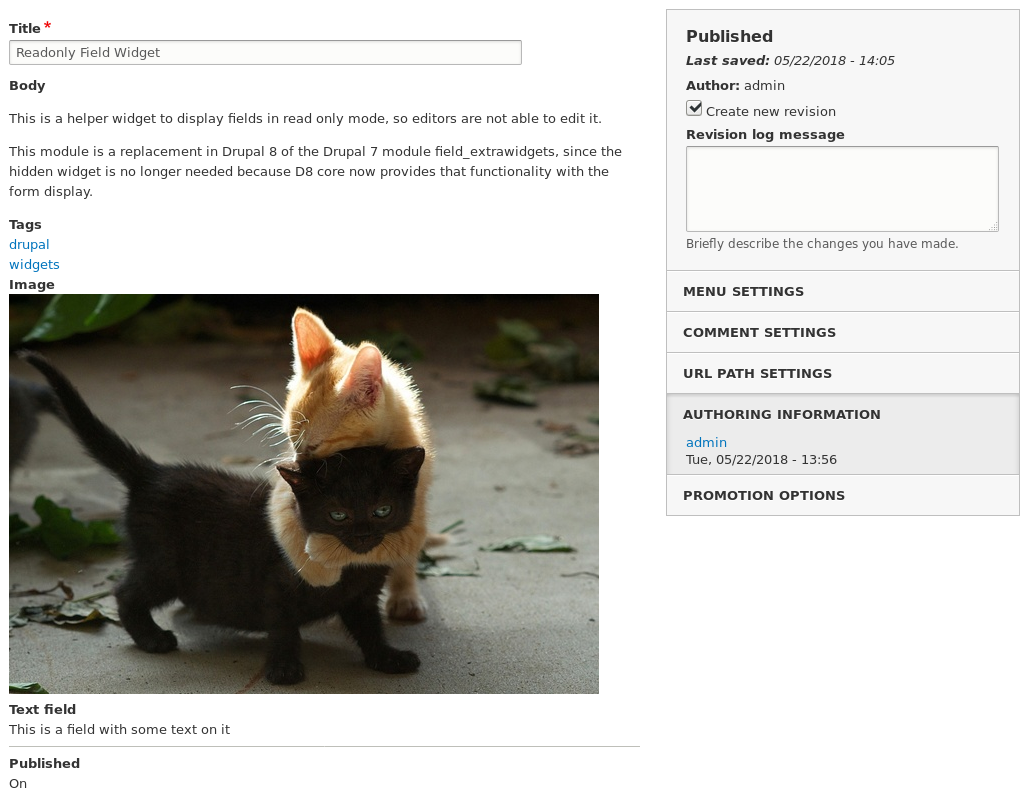 Title *
Readonly Field Widget
Body
This is a helper widget to display fields in read only mode, so editors are not able to edit it.
This module is a replacement in Drupal 8 of the Drupal 7 module field_extrawidgets, since the
hidden widget is no longer needed because D8 core now provides that functionality with the
form display.
Tags
drupal
widgets
Image
Text field
This is a field with some text on it
Published
On
Published
Last saved: 05/22/2018 - 14:05
Author: admin
Create new revision
Revision log message
Briefly describe the changes you have made.
MENU SETTINGS
COMMENT SETTINGS
URL PATH SETTINGS
AUTHORING INFORMATION
admin
Tue, 05/22/2018 - 13:56
PROMOTION OPTIONS